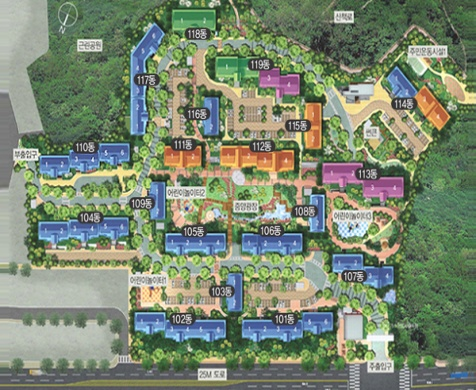 산책로
118동
근린공원
주민운동시설1
119동
117동
114동
116동
115동
썬큰
111동
112동
110동
부출입구
113동
어린이놀이터2
중앙광장
109동
108동
104동
어린이놀이터3
105동
106동
107동
어린이놀이터1
103동
102동
101동
주출입구
25M 도로